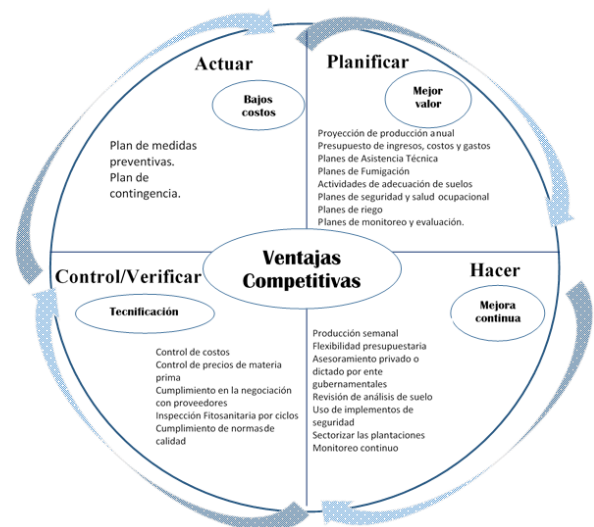 Actuar
Bajos
costos
Plan de medidas
preventivas.
Plan de
contingencia.
Planificar
Mejor
valor
Proyección de producción anual
Presupuesto de ingresos, costos y gastos
Planes de Asistencia Técnica
Planes de Fumigación
Actividades de adecuación de suelos
Planes de seguridad y salud ocupacional
Planes de riego
Planes de monitoreo y evaluación.
Ventajas
Competitivas
Control/Verificar
Tecnificación
Control de costos
Control de precios de materia
prima
Cumplimiento en la negociación
con proveedores
Inspección Fitosanitaria por ciclos
Cumplimiento de normas de
calidad
Hacer
Mejora
continua
Producción semanal
Flexibilidad presupuestaria
Asesoramiento privado o
dictado por ente
gubernamentales
Revisión de análisis de suelo
Uso de implementos de
seguridad
Sectorizar las plantaciones
Monitoreo continuo